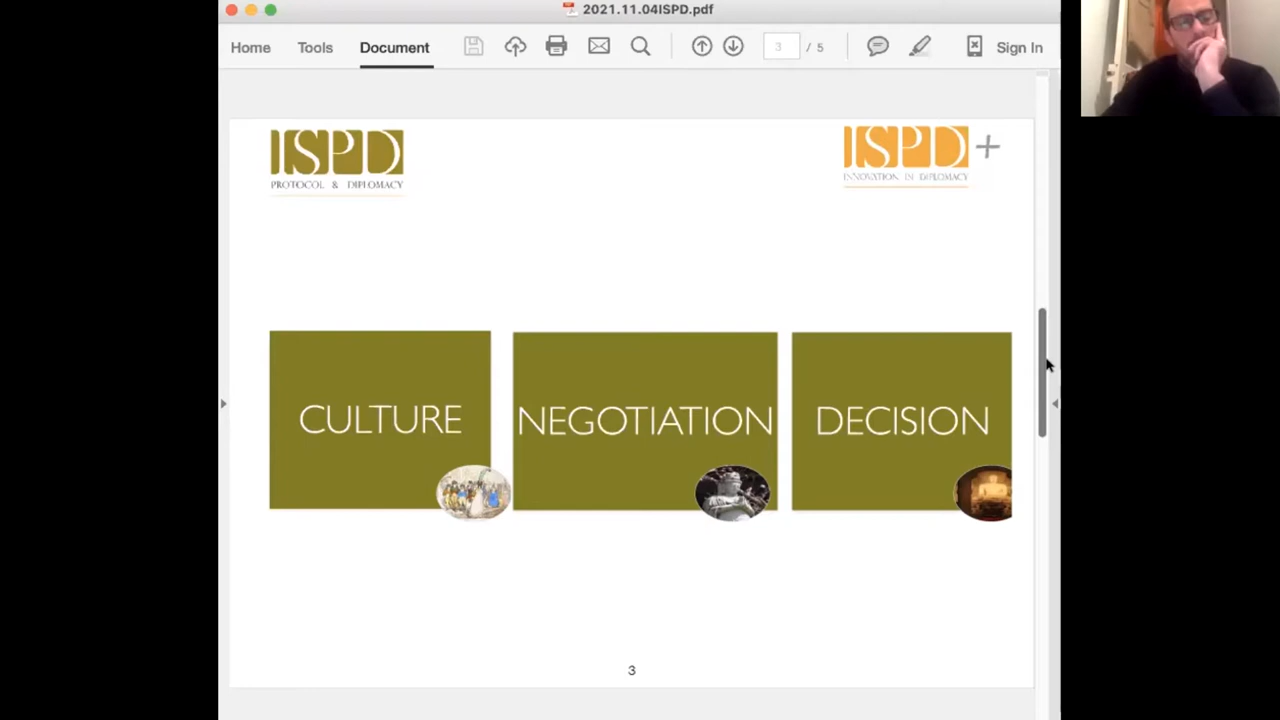 2021.11.04ISPD.pdf
Home Tools Document 3 / 5 Sign In
ISPD
PROTOCOL & DIPLOMACY
ISPD +
INNOVATION IN DIPLOMACY
CULTURE
NEGOTIATION
DECISION
3